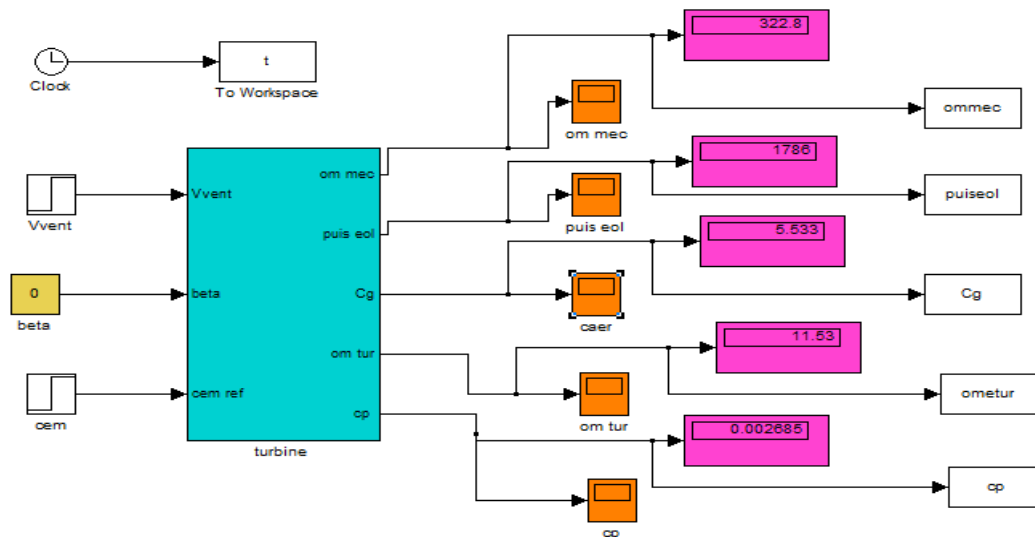 322.8
t
Clock
To Workspace
ommec
om mec
1786
om mec
Vvent
puiseol
Vvent
puis eol
puis eol
5.533
0
beta
Cg
Cg
beta
caer
11.53
om tur
cem ref
ometur
cem
cp
om tur
0.002685
turbine
cp
cp